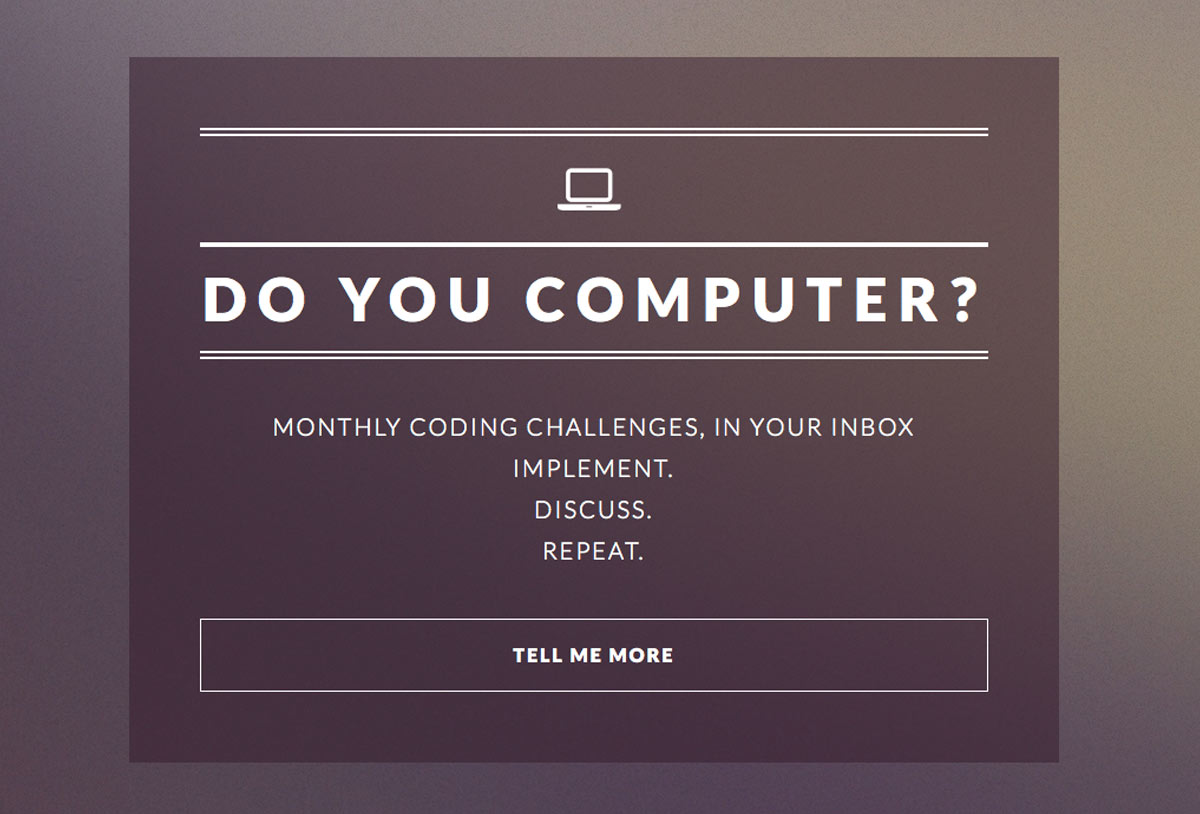 DO YOU COMPUTER?
MONTHLY CODING CHALLENGES, IN YOUR INBOX
IMPLEMENT.
DISCUSS.
REPEAT.
TELL ME MORE